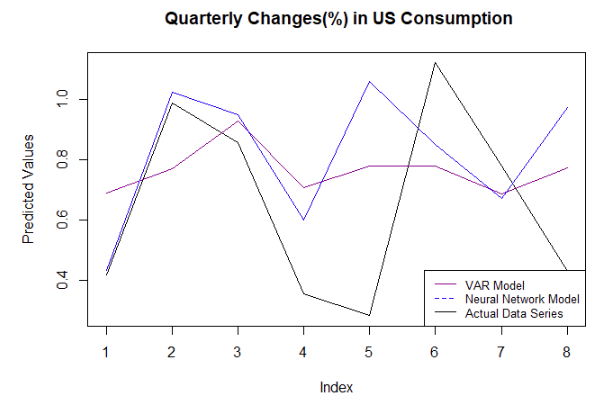 Quarterly Changes(%) in US Consumption
Predicted Values
1.0
0.8
0.6
0.4
VAR Model
Neural Network Model
Actual Data Series
1 2 3 4 5 6 7 8
Index